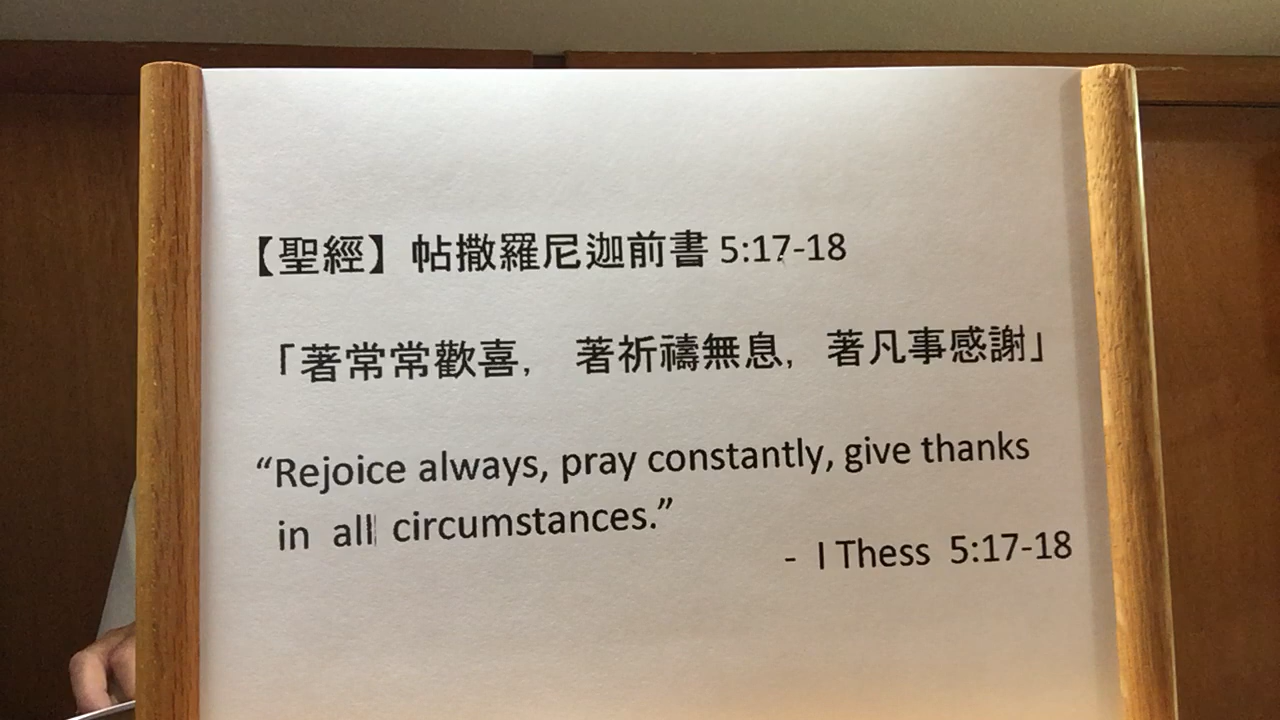 【聖經】帖撒羅尼迦前書 5:17-18
「著常常歡喜, 著祈禱無息, 著凡事感謝」
“Rejoice always, pray constantly, give thanks
in all circumstances.”
- I Thess 5:17-18